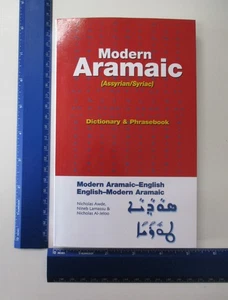 Modern
Aramaic
(Assyrian/Syriac)
Dictionary & Phrasebook
Modern Aramaic–English
English–Modern Aramaic
Nicholas Awde,
Nineb Lamassu &
Nicholas Al-Jeloo